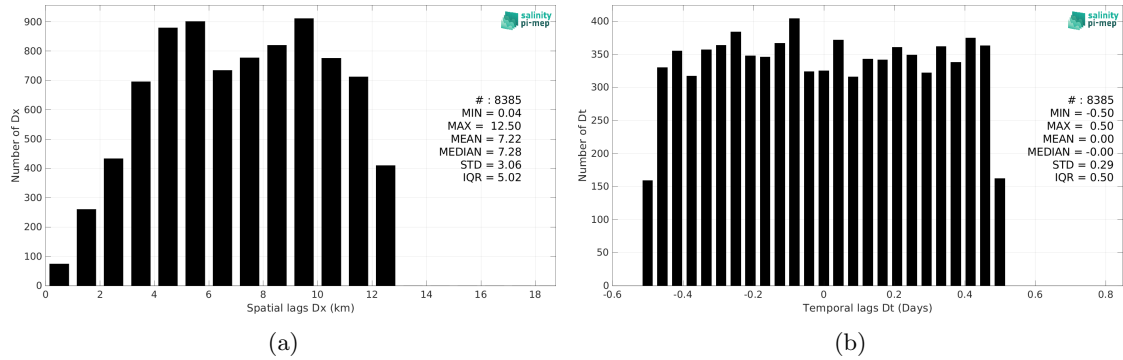 salinity
pi-mep
900
800
700
600
500
400
300
200
100
0
Number of Dx
# : 8385
MIN = 0.04
MAX = 12.50
MEAN = 7.22
MEDIAN = 7.28
STD = 3.06
IQR = 5.02
0 2 4 6 8 10 12 14 16 18
Spatial lags Dx (km)
(a)
salinity
pi-mep
400
350
300
250
200
150
100
50
0
Number of Dt
# : 8385
MIN = -0.50
MAX = 0.50
MEAN = 0.00
MEDIAN = -0.00
STD = 0.29
IQR = 0.50
-0.6 -0.4 -0.2 0 0.2 0.4 0.6 0.8
Temporal lags Dt (Days)
(b)